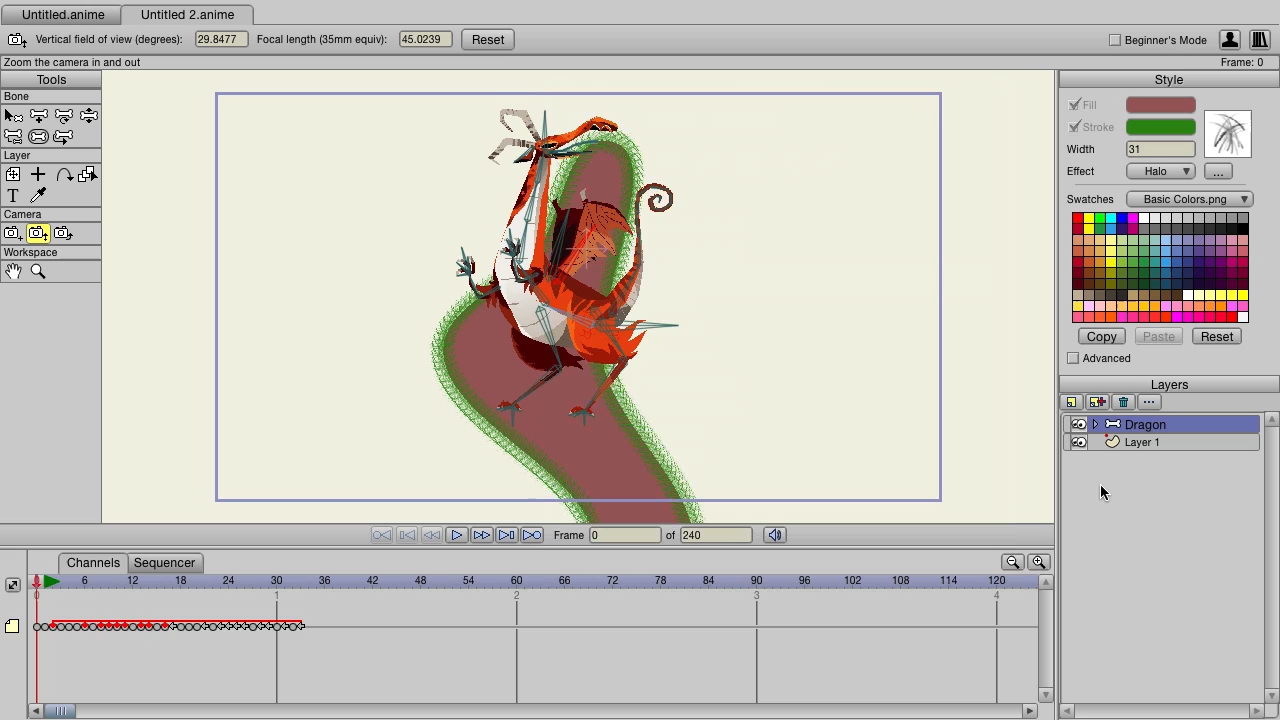 Untitled.anime Untitled 2.anime
Vertical field of view (degrees): 29.8477 Focal length (35mm equiv): 45.0239 Reset Beginner's Mode
Zoom the camera in and out Frame: 0
Tools
Bone
Layer
T
Camera
Workspace
Style
Fill
Stroke
Width 31
Effect Halo ...
Swatches Basic Colors.png
Copy Paste Reset
Advanced
Layers
Dragon
Layer 1
Frame 0 of 240
Channels Sequencer
6 12 18 24 30 36 42 48 54 60 66 72 78 84 90 96 102 108 114 120
0 1 2 3 4